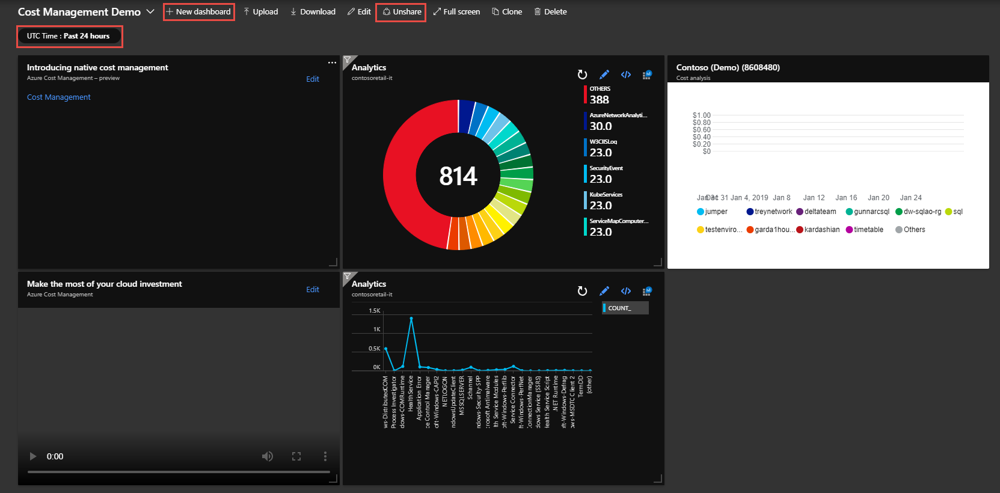 Cost Management Demo
New dashboard
Upload
Download
Edit
Unshare
Full screen
Clone
Delete
UTC Time : Past 24 hours
Introducing native cost management
Azure Cost Management – preview
Edit
Cost Management
Analytics
contosoretail-it
814
OTHERS
388
AzureNetworkAnalyti...
30.0
W3CIISLog
23.0
SecurityEvent
23.0
KubeServices
23.0
ServiceMapComputer...
23.0
Contoso (Demo) (8608480)
Cost analysis
$1.00
$0.80
$0.60
$0.40
$0.20
$0
Dec 31
Jan 4, 2019
Jan 8
Jan 12
Jan 16
Jan 20
Jan 24
jumper
treynetwork
deltateam
gunnarcsql
dw-sqlao-rg
sql
testenviro...
garda1hou...
kardashian
timetable
Others
Make the most of your cloud investment
Azure Cost Management
Edit
0:00
Analytics
contosoretail-it
COUNT_
1.5K
1K
0.5K
0K
ws-DistributedCOM
Process Investigator
dows-COMRuntime
HealthService
Application Error
ce Control Manager
oft-Windows-CAPI2
NETLOGON
ndowsUpdateClient
MSSQLSERVER
Schannel
ndows-Security-SPP
crosoft Antimalware
lth Service Modules
oft-Windows-Perflib
Service Connector
ft-Windows-PerfNet
ConnectionManager
dows Service (SSRS)
Health Service Script
.NET Runtime
oft-Windows-Defrag
ows-MSDTC Client 2
TermDD
(other)